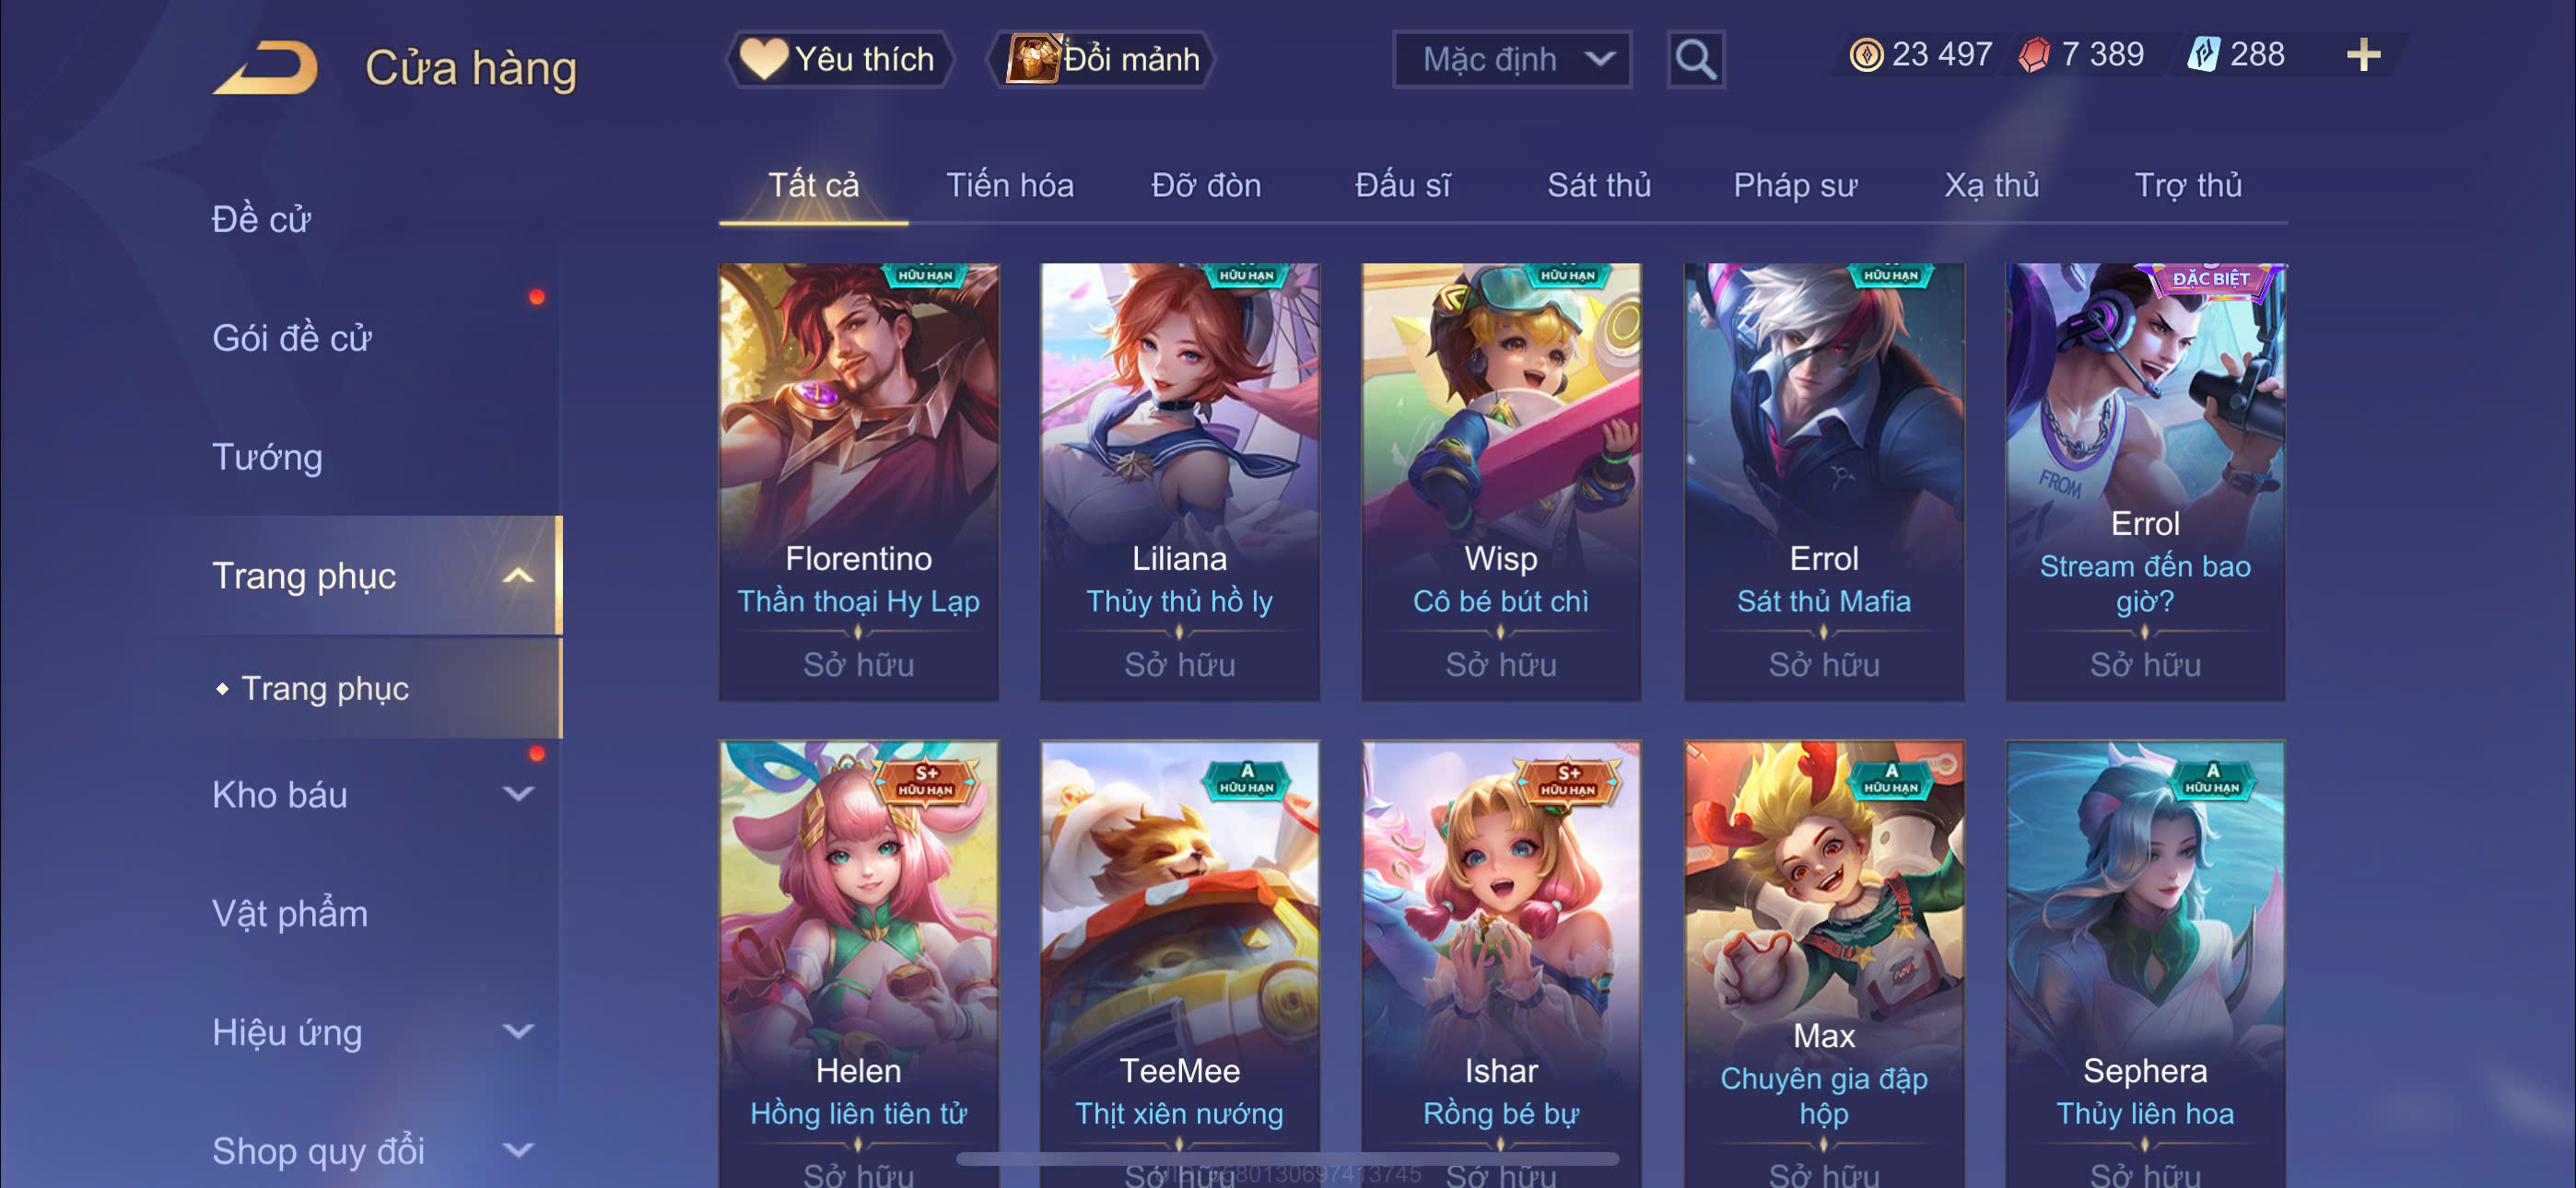 Cửa hàng
Yêu thích
Đổi mảnh
Mặc định
23 497
7 389
288
Tất cả
Tiến hóa
Đỡ đòn
Đấu sĩ
Sát thủ
Pháp sư
Xạ thủ
Trợ thủ
Đề cử
Gói đề cử
Tướng
Trang phục
Trang phục
Kho báu
Vật phẩm
Hiệu ứng
Shop quy đổi
HỮU HẠN
Florentino
Thần thoại Hy Lạp
Sở hữu
HỮU HẠN
Liliana
Thủy thủ hồ ly
Sở hữu
HỮU HẠN
Wisp
Cô bé bút chì
Sở hữu
HỮU HẠN
Errol
Sát thủ Mafia
Sở hữu
ĐẶC BIỆT
FROM
Errol
Stream đến bao
giờ?
Sở hữu
S+
HỮU HẠN
Helen
Hồng liên tiên tử
Sở hữu
A
HỮU HẠN
TeeMee
Thịt xiên nướng
Sở hữu
S+
HỮU HẠN
Ishar
Rồng bé bự
Sở hữu
A
HỮU HẠN
Max
Chuyên gia đập
hộp
Sở hữu
A
HỮU HẠN
Sephera
Thủy liên hoa
Sở hữu